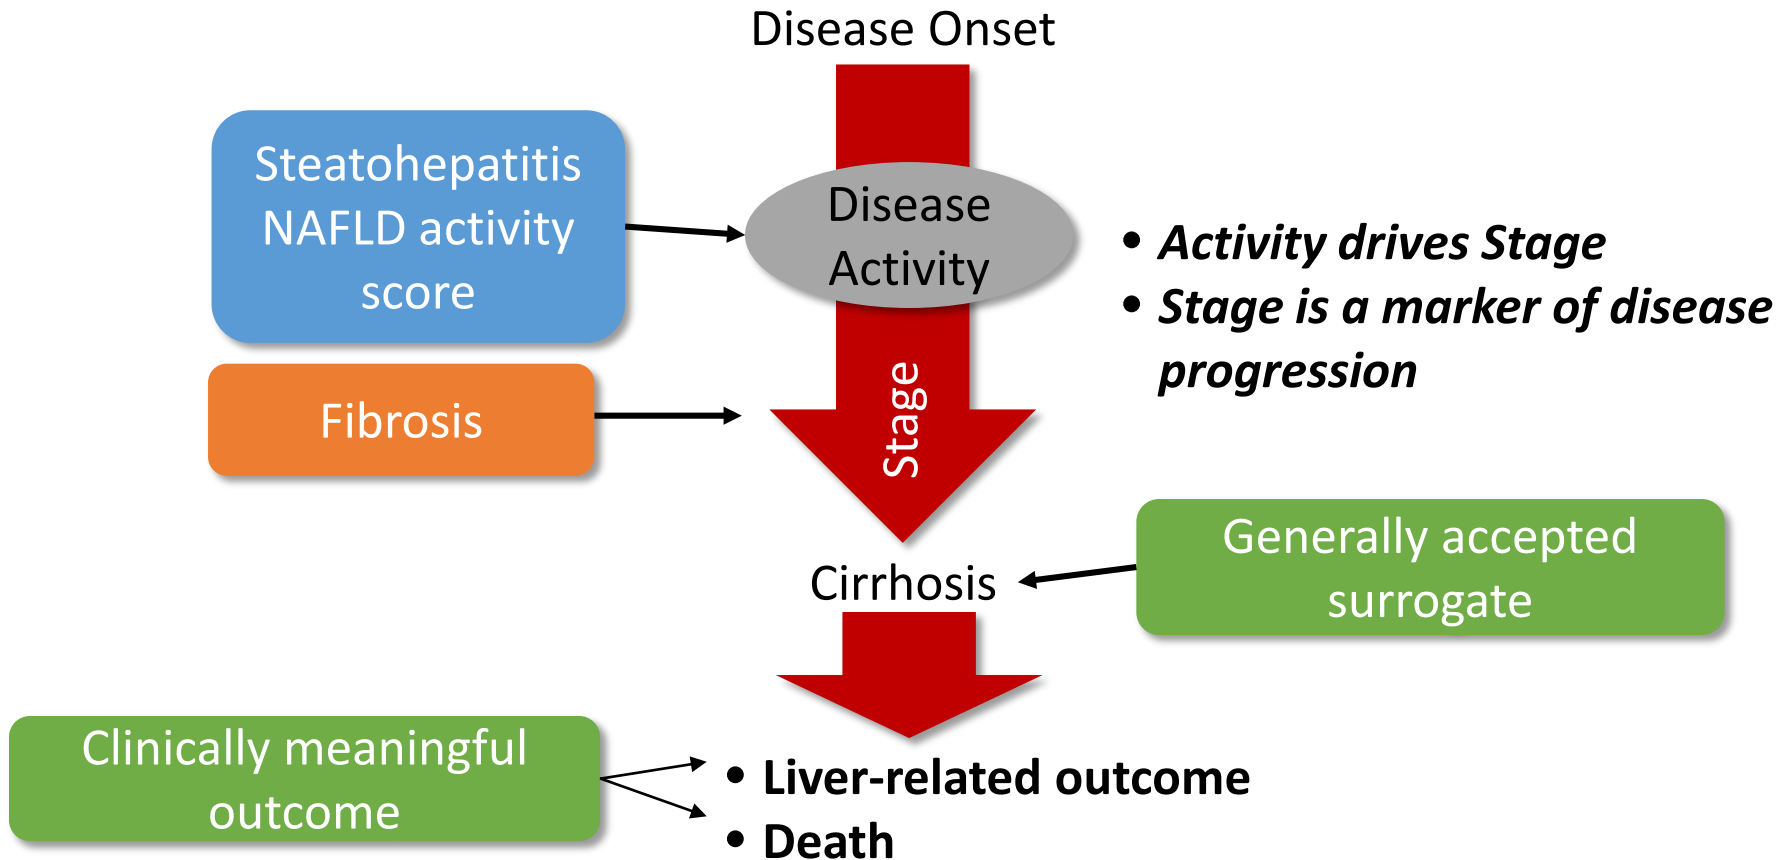 Disease Onset
Steatohepatitis
NAFLD activity
score
Disease
Activity
• Activity drives Stage
• Stage is a marker of disease
progression
Fibrosis
Stage
Generally accepted
surrogate
Cirrhosis
Clinically meaningful
outcome
• Liver-related outcome
• Death